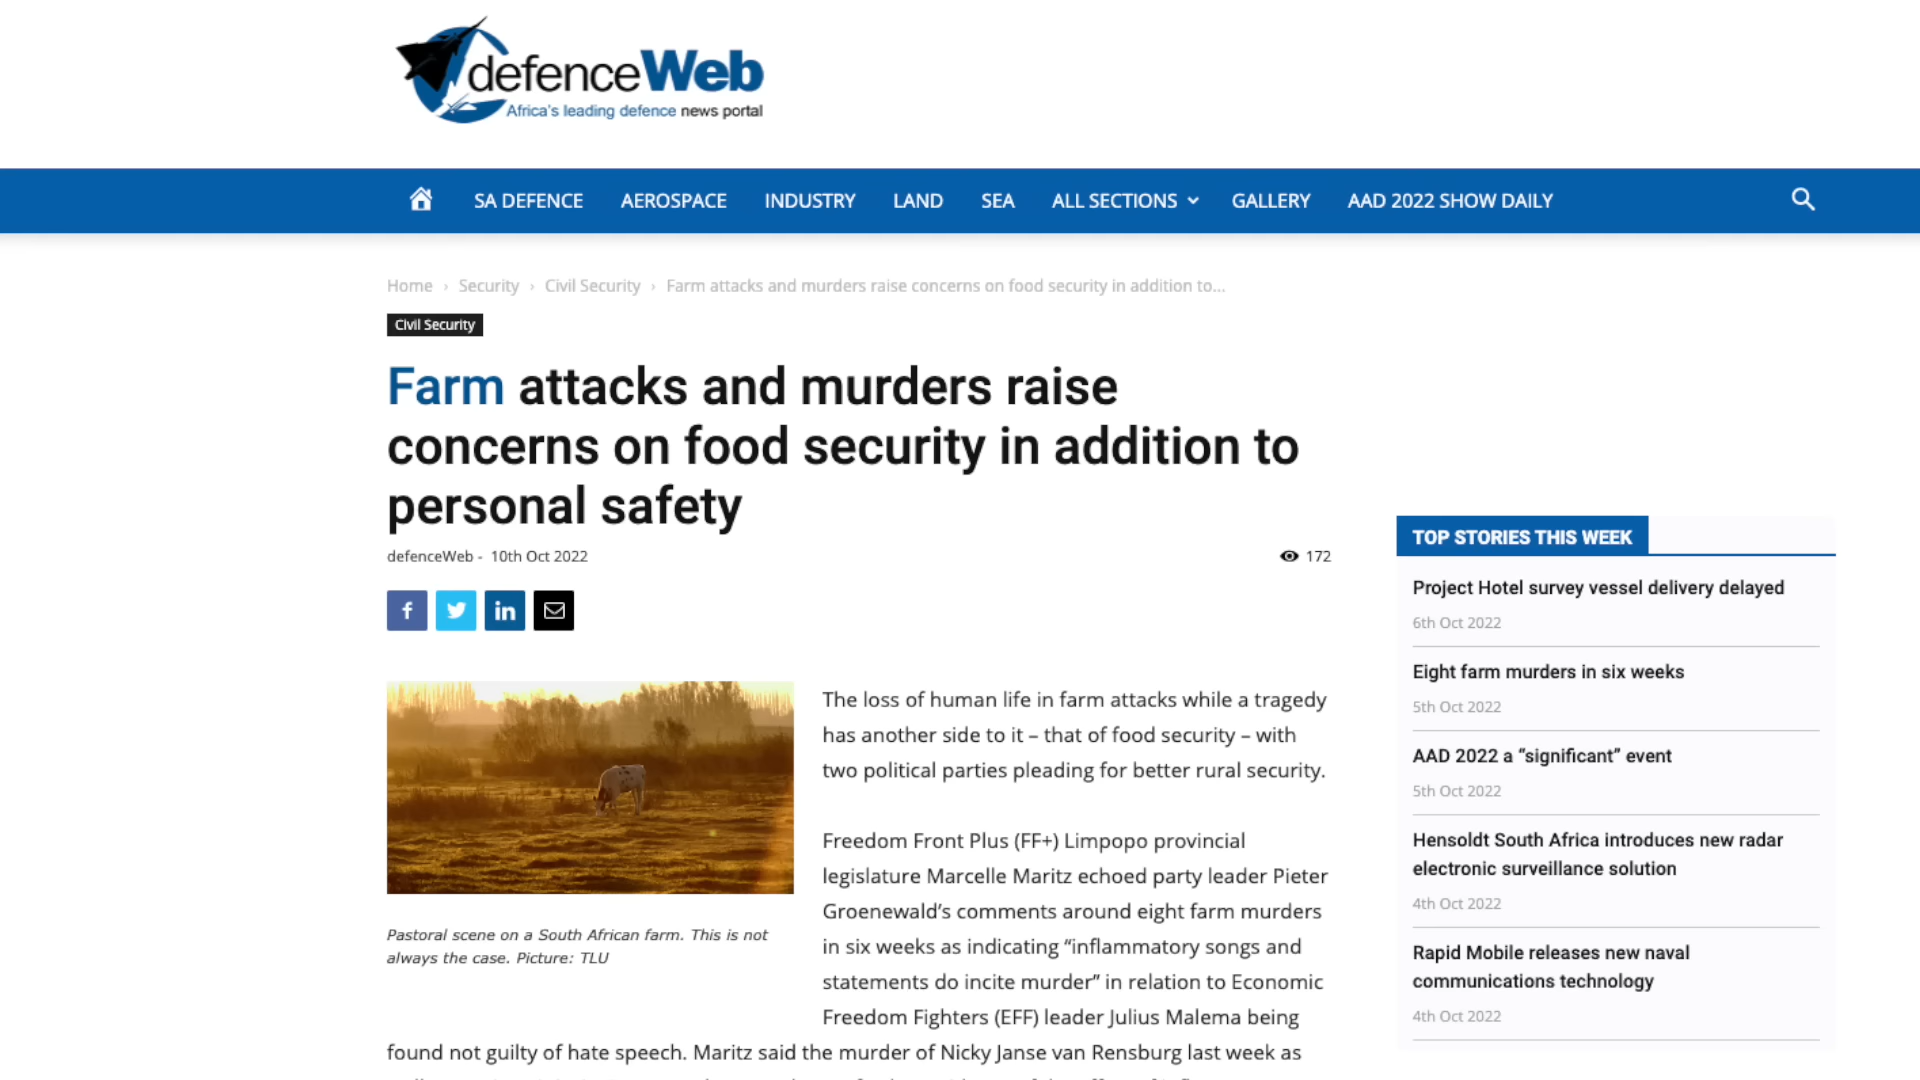 defenceWeb
Africa's leading defence news portal
SA DEFENCE AEROSPACE INDUSTRY LAND SEA ALL SECTIONS GALLERY AAD 2022 SHOW DAILY
Home › Security › Civil Security › Farm attacks and murders raise concerns on food security in addition to...
Civil Security
Farm attacks and murders raise
concerns on food security in addition to
personal safety
defenceWeb - 10th Oct 2022
172
The loss of human life in farm attacks while a tragedy
has another side to it – that of food security – with
two political parties pleading for better rural security.
Freedom Front Plus (FF+) Limpopo provincial
legislature Marcelle Maritz echoed party leader Pieter
Groenewald's comments around eight farm murders
in six weeks as indicating “inflammatory songs and
statements do incite murder” in relation to Economic
Freedom Fighters (EFF) leader Julius Malema being
found not guilty of hate speech. Maritz said the murder of Nicky Janse van Rensburg last week as
Pastoral scene on a South African farm. This is not
always the case. Picture: TLU
TOP STORIES THIS WEEK
Project Hotel survey vessel delivery delayed
6th Oct 2022
Eight farm murders in six weeks
5th Oct 2022
AAD 2022 a “significant” event
5th Oct 2022
Hensoldt South Africa introduces new radar
electronic surveillance solution
4th Oct 2022
Rapid Mobile releases new naval
communications technology
4th Oct 2022